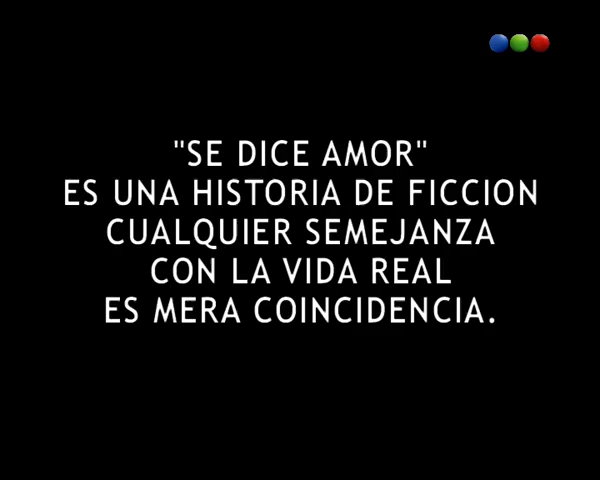 "SE DICE AMOR"
ES UNA HISTORIA DE FICCION
CUALQUIER SEMEJANZA
CON LA VIDA REAL
ES MERA COINCIDENCIA.